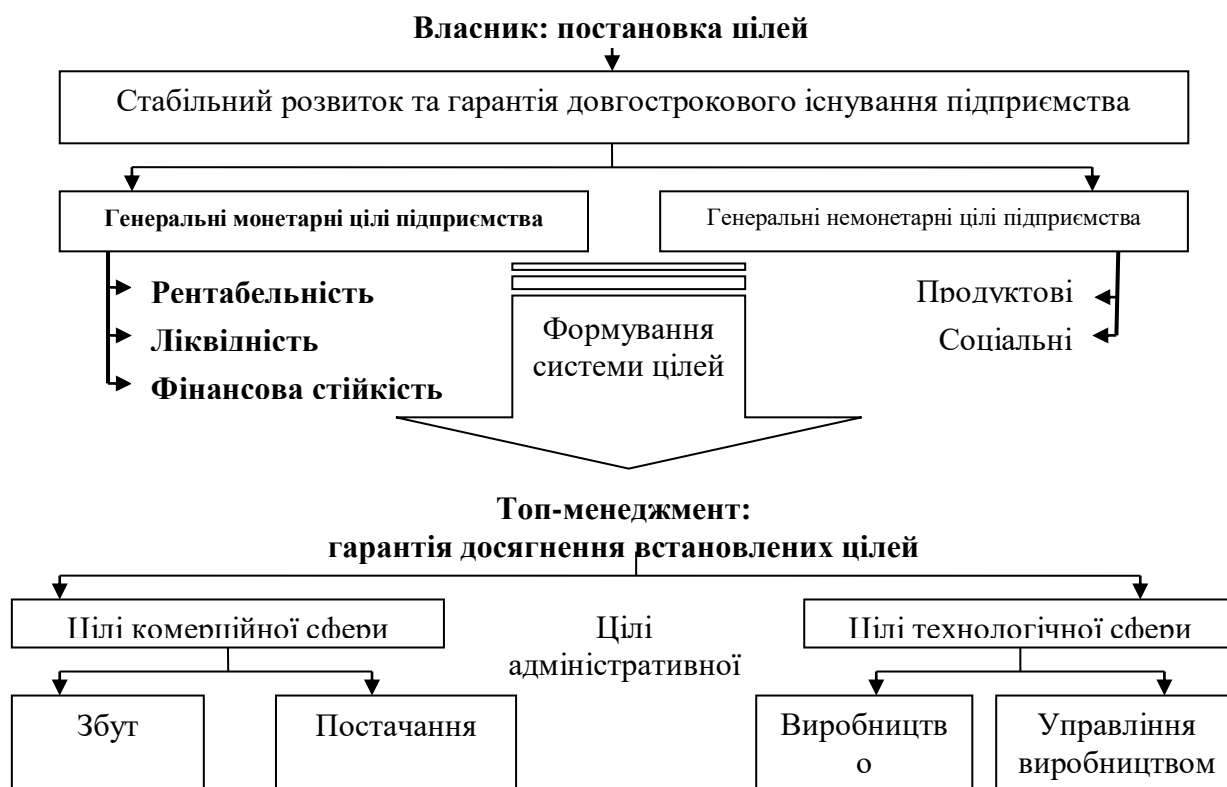 Власник: постановка цілей
Стабільний розвиток та гарантія довгострокового існування підприємства
Генеральні монетарні цілі підприємства
Генеральні немонетарні цілі підприємства
Рентабельність
Ліквідність
Фінансова стійкість
Формування
системи цілей
Продуктові
Соціальні
Топ-менеджмент:
гарантія досягнення встановлених цілей
Цілі комерційної сфери
Цілі
адміністративної
Цілі технологічної сфери
Збут
Постачання
Виробництв
о
Управління
виробництвом